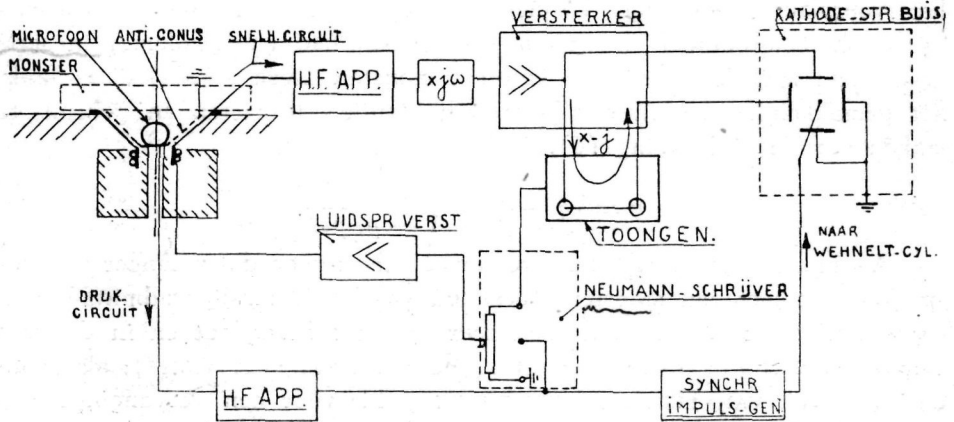 MICROFOON
ANTI-CONUS
SNELH. CIRCUIT
MONSTER
H.F. APP.
xjω
VERSTERKER
KATHODE-STR. BUIS,
x-j
TOONGEN.
LUIDSPR VERST
NEUMANN-SCHRIJVER
NAAR
WEHNELT-CYL.
DRUK-
CIRCUIT
H.F. APP.
SYNCHR
IMPULS-GEN